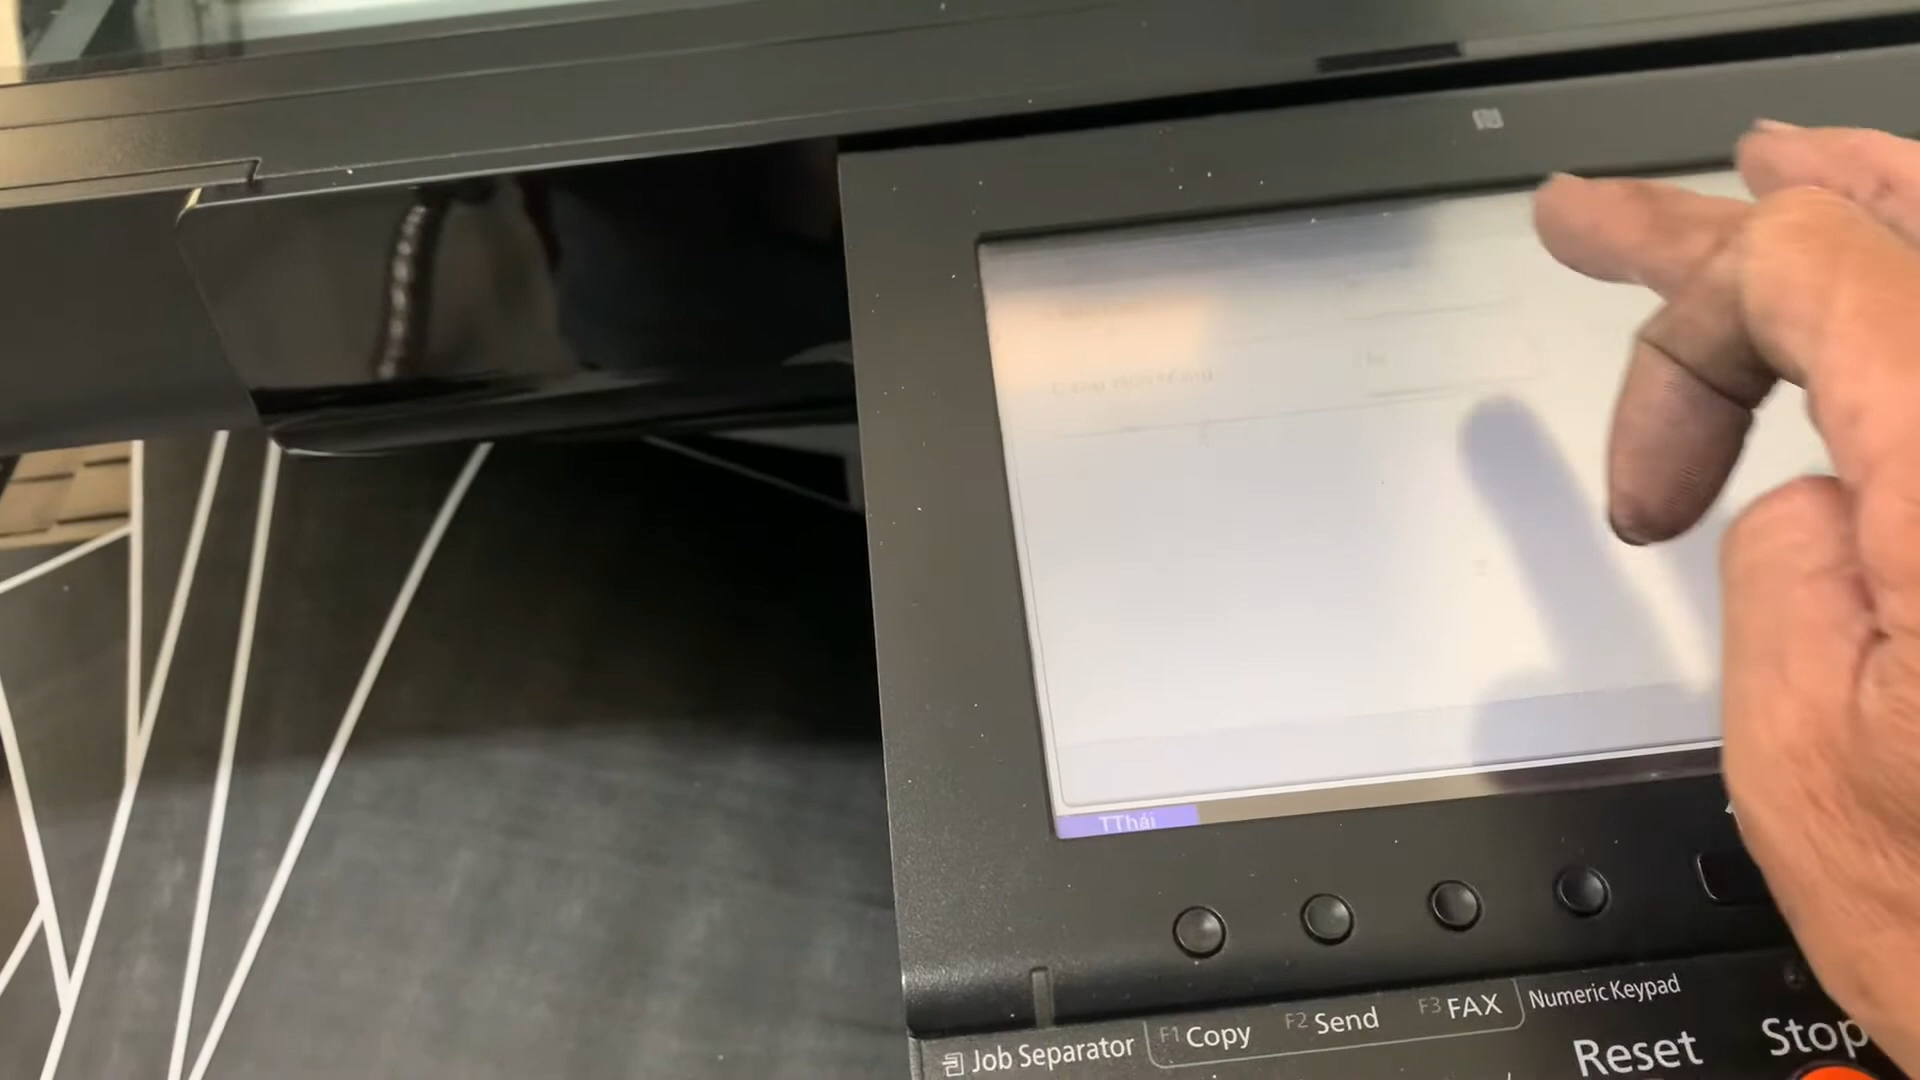 TThái
F1 Copy
F2 Send
F3 FAX
Numeric Keypad
Job Separator
Reset
Stop